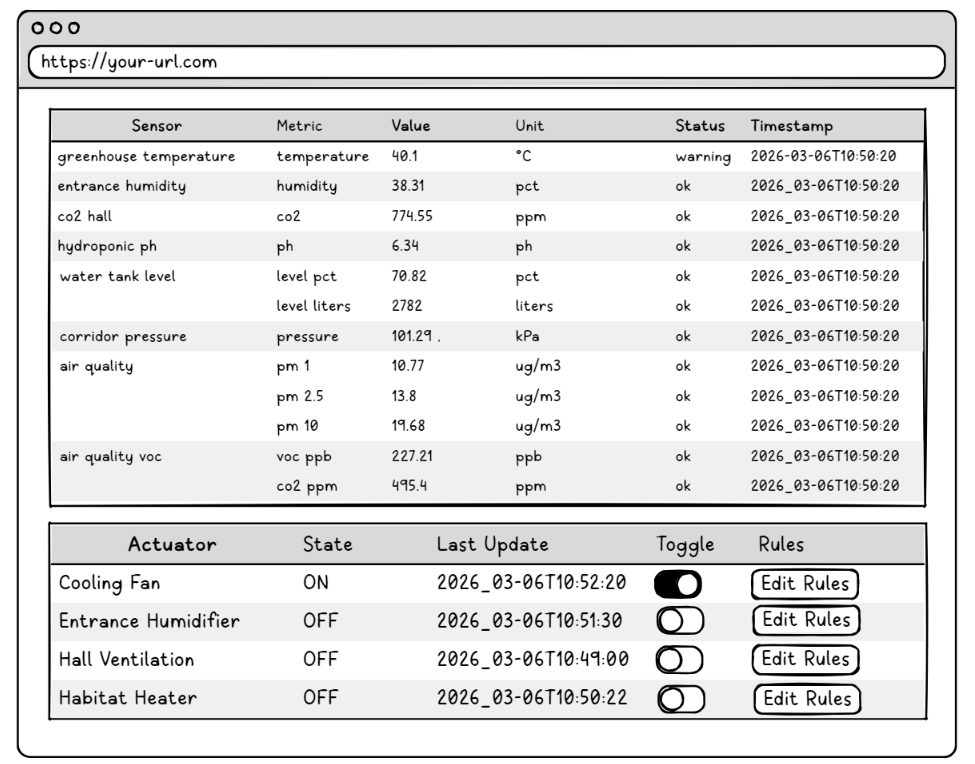 https://your-url.com
Sensor Metric Value Unit Status Timestamp
greenhouse temperature temperature 40.1 °C warning 2026-03-06T10:50:20
entrance humidity humidity 38.31 pct ok 2026_03-06T10:50:20
co2 hall co2 774.55 ppm ok 2026_03-06T10:50:20
hydroponic ph ph 6.34 ph ok 2026_03-06T10:50:20
water tank level level pct 70.82 pct ok 2026_03-06T10:50:20
level liters 2782 liters ok 2026_03-06T10:50:20
corridor pressure pressure 101.29 . kPa ok 2026_03-06T10:50:20
air quality pm 1 10.77 ug/m3 ok 2026_03-06T10:50:20
pm 2.5 13.8 ug/m3 ok 2026_03-06T10:50:20
pm 10 19.68 ug/m3 ok 2026_03-06T10:50:20
air quality voc voc ppb 227.21 ppb ok 2026_03-06T10:50:20
co2 ppm 495.4 ppm ok 2026_03-06T10:50:20
Actuator State Last Update Toggle Rules
Cooling Fan ON 2026_03-06T10:52:20 Edit Rules
Entrance Humidifier OFF 2026_03-06T10:51:30 Edit Rules
Hall Ventilation OFF 2026_03-06T10:49:00 Edit Rules
Habitat Heater OFF 2026_03-06T10:50:22 Edit Rules